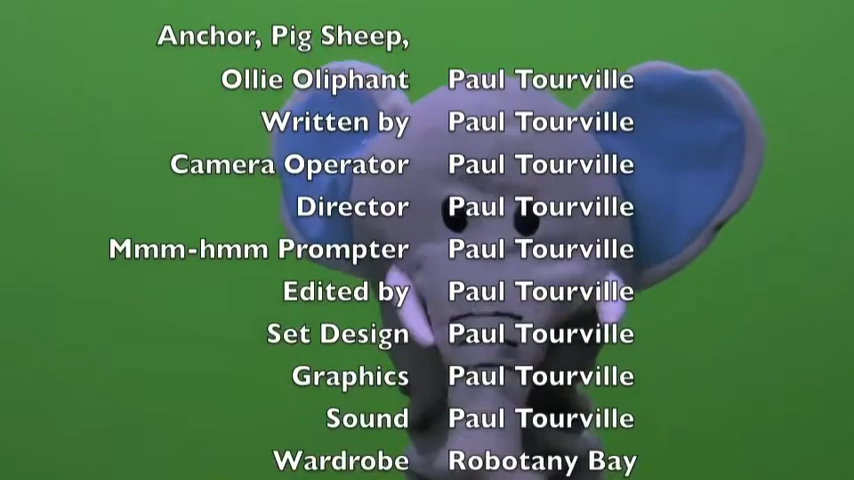 Anchor, Pig Sheep,
Ollie Oliphant Paul Tourville
Written by Paul Tourville
Camera Operator Paul Tourville
Director Paul Tourville
Mmm-hmm Prompter Paul Tourville
Edited by Paul Tourville
Set Design Paul Tourville
Graphics Paul Tourville
Sound Paul Tourville
Wardrobe Robotany Bay